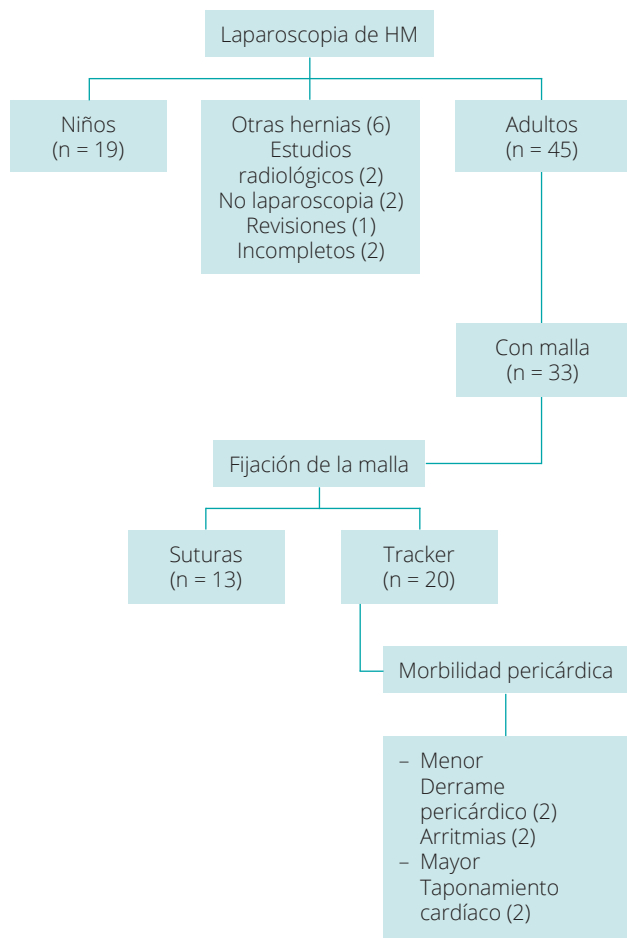 Laparoscopia de HM
Niños
(n = 19)
Otras hernias (6)
Estudios
radiológicos (2)
No laparoscopia (2)
Revisiones (1)
Incompletos (2)
Adultos
(n = 45)
Con malla
(n = 33)
Fijación de la malla
Suturas
(n = 13)
Tracker
(n = 20)
Morbilidad pericárdica
– Menor
Derrame
pericárdico (2)
Arritmias (2)
– Mayor
Taponamiento
cardíaco (2)